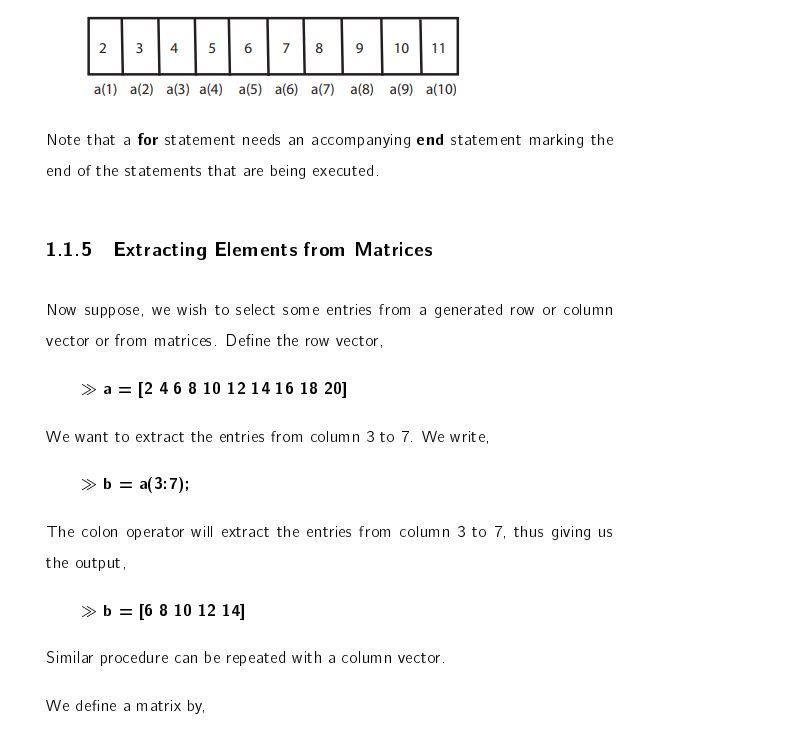 2 3 4 5 6 7 8 9 10 11
a(1) a(2) a(3) a(4) a(5) a(6) a(7) a(8) a(9) a(10)
Note that a for statement needs an accompanying end statement marking the
end of the statements that are being executed.
1.1.5 Extracting Elements from Matrices
Now suppose, we wish to select some entries from a generated row or column
vector or from matrices. Define the row vector,
≫ a = [2 4 6 8 10 12 14 16 18 20]
We want to extract the entries from column 3 to 7. We write,
≫ b = a(3:7);
The colon operator will extract the entries from column 3 to 7, thus giving us
the output,
≫ b = [6 8 10 12 14]
Similar procedure can be repeated with a column vector.
We define a matrix by,